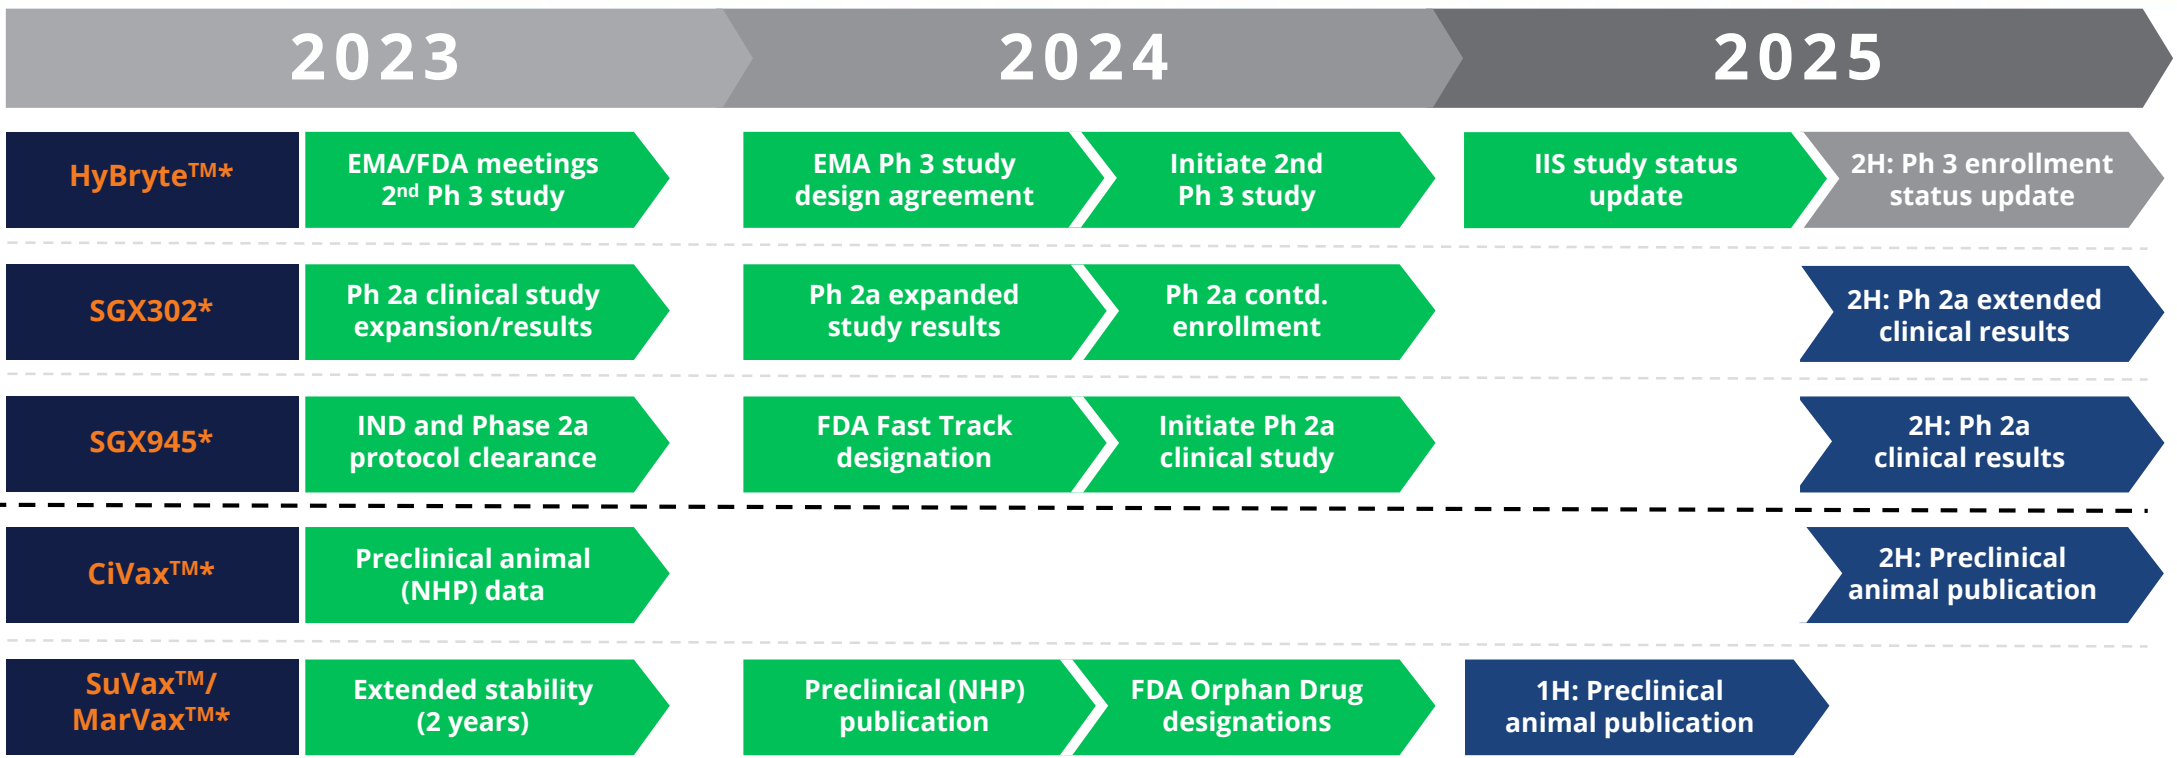 2023
2024
2025
HyBryte™*
EMA/FDA meetings
2nd Ph 3 study
EMA Ph 3 study
design agreement
Initiate 2nd
Ph 3 study
IIS study status
update
2H: Ph 3 enrollment
status update
SGX302*
Ph 2a clinical study
expansion/results
Ph 2a expanded
study results
Ph 2a contd.
enrollment
2H: Ph 2a extended
clinical results
SGX945*
IND and Phase 2a
protocol clearance
FDA Fast Track
designation
Initiate Ph 2a
clinical study
2H: Ph 2a
clinical results
CiVax™*
Preclinical animal
(NHP) data
2H: Preclinical
animal publication
SuVax™/
MarVax™*
Extended stability
(2 years)
Preclinical (NHP)
publication
FDA Orphan Drug
designations
1H: Preclinical
animal publication